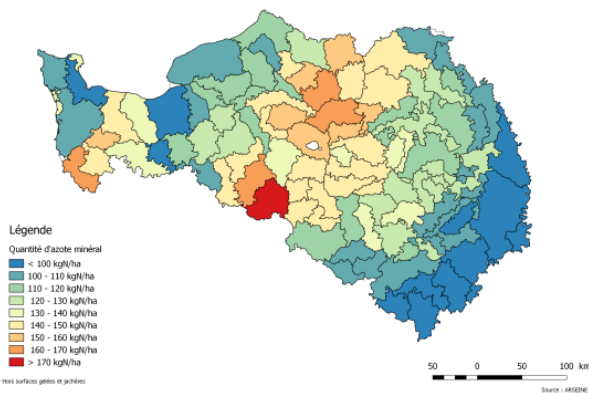 Légende
Quantité d'azote minéral
< 100 kgN/ha
100 - 110 kgN/ha
110 - 120 kgN/ha
120 - 130 kgN/ha
130 - 140 kgN/ha
140 - 150 kgN/ha
150 - 160 kgN/ha
160 - 170 kgN/ha
> 170 kgN/ha
Hors surfaces gelées et jachères
50 0 50 100 km
Source : ARSEINE